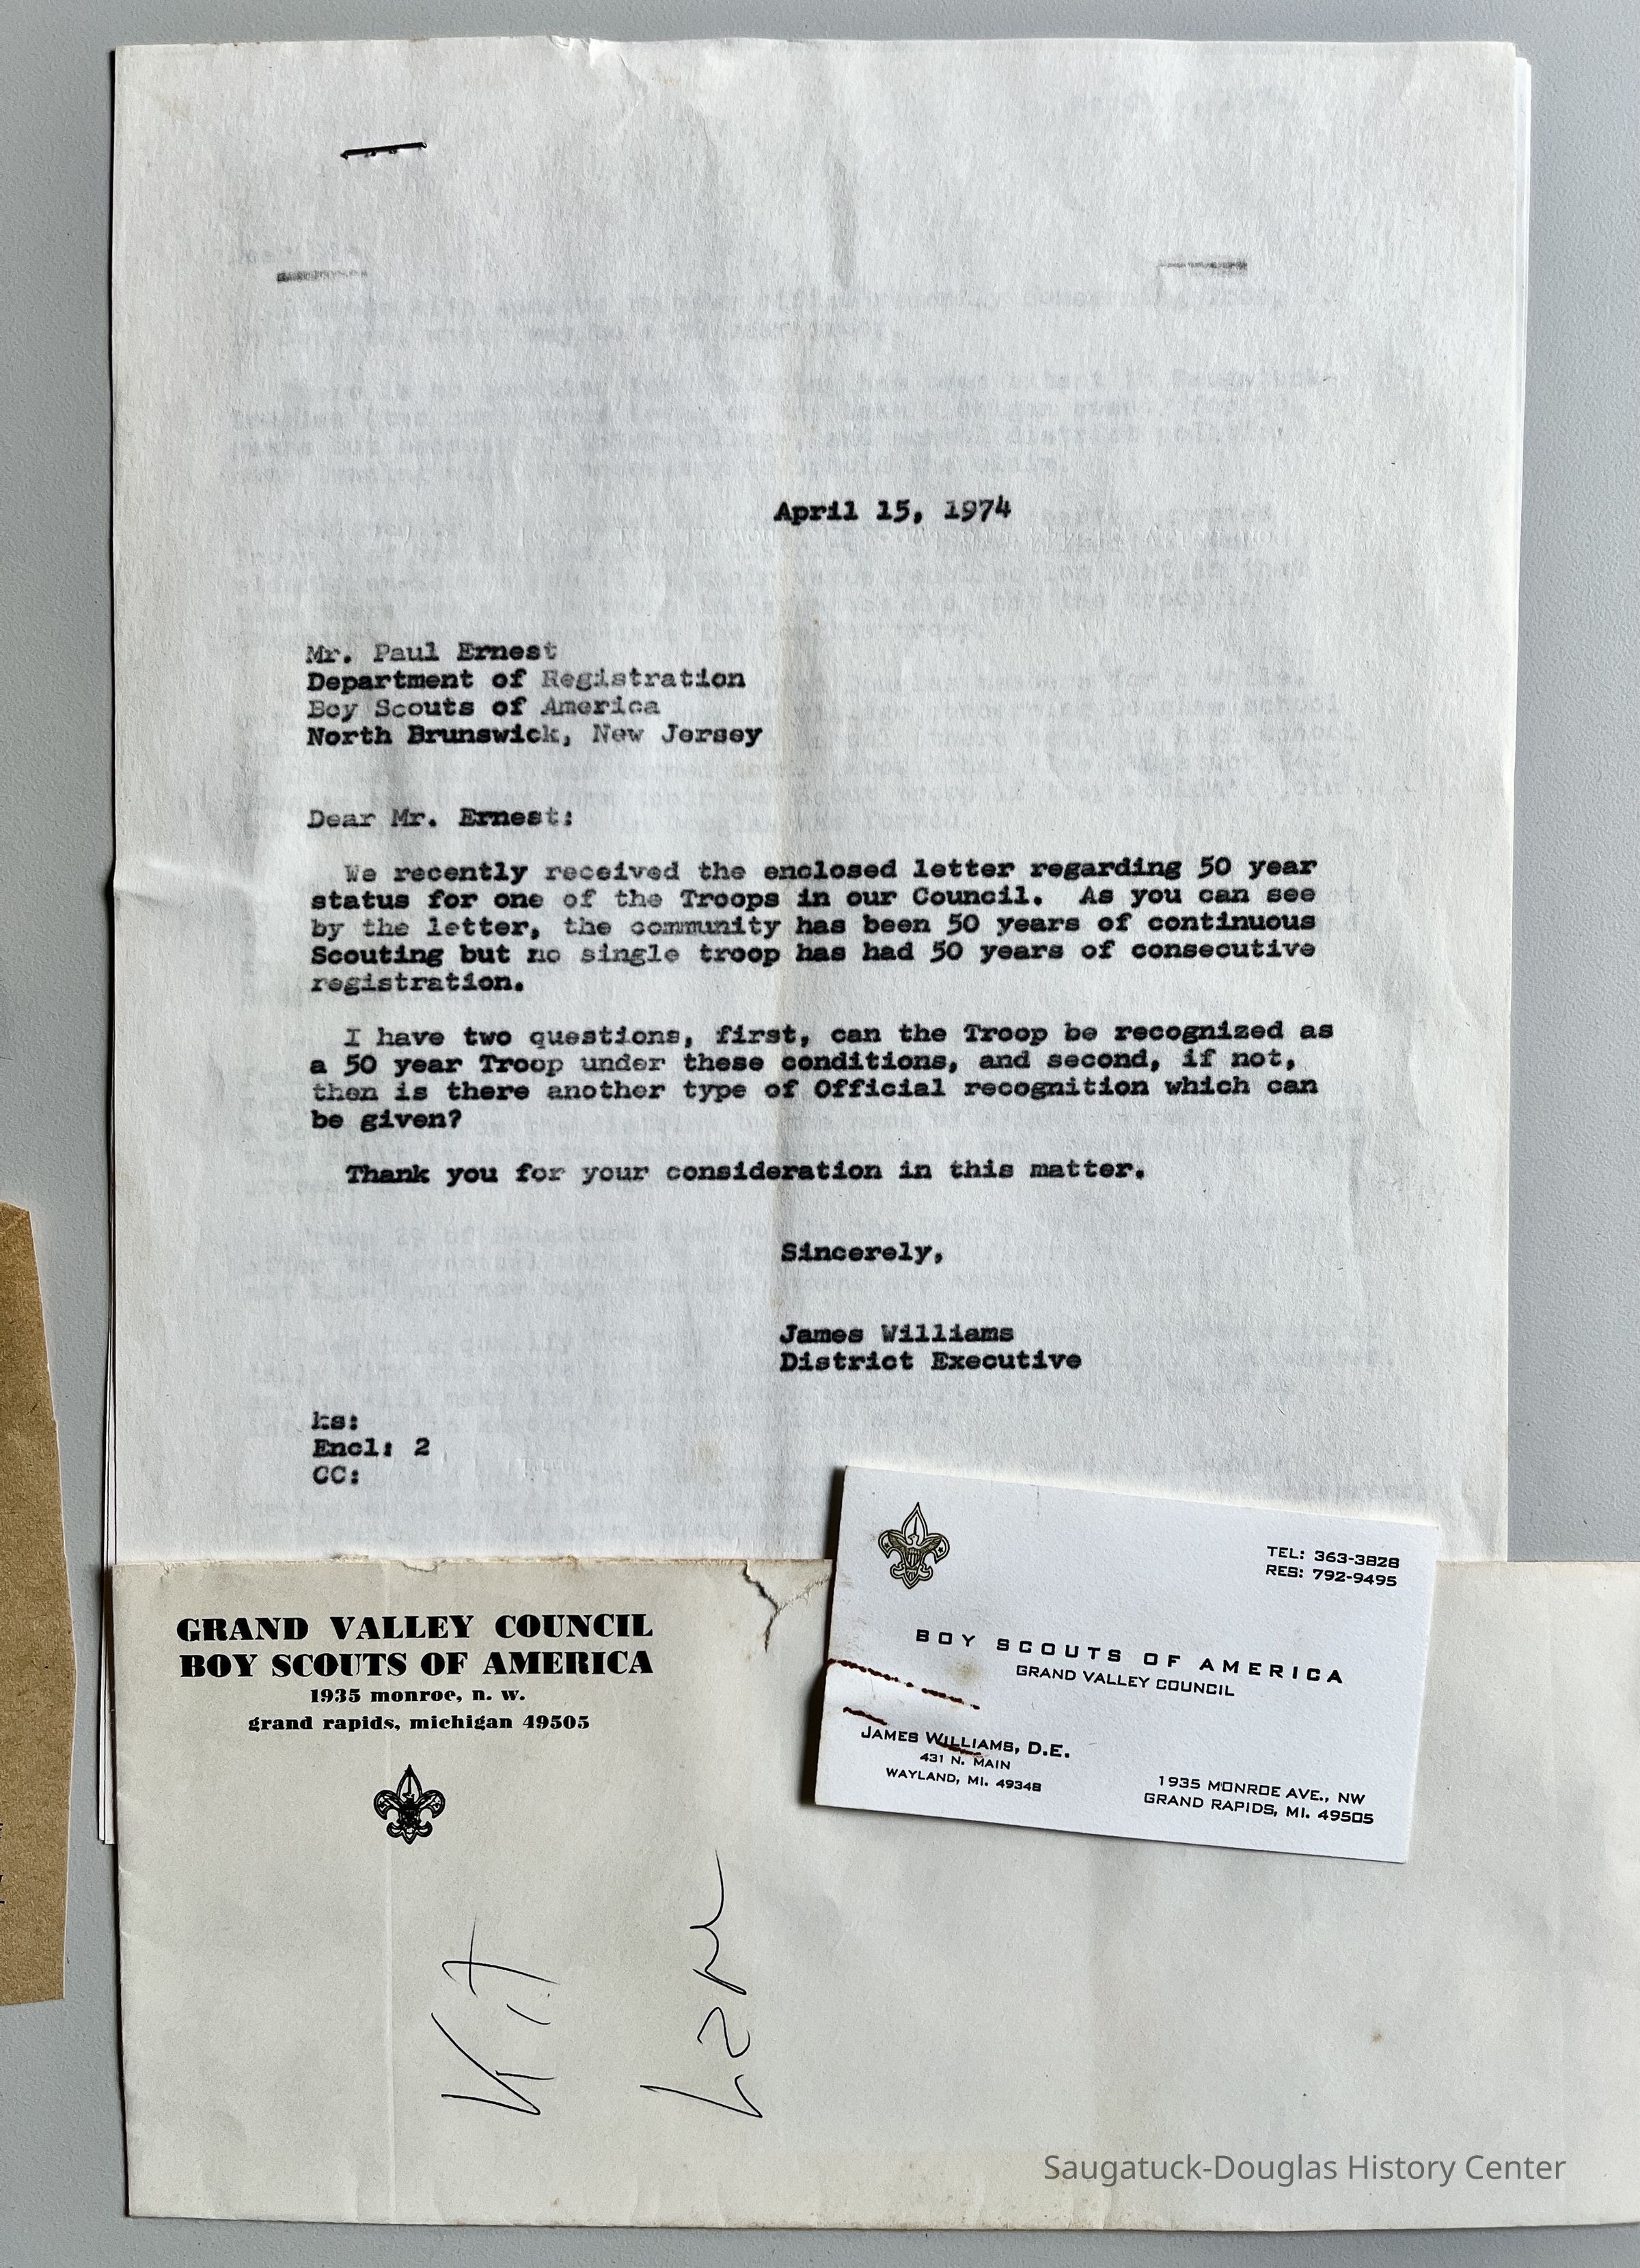 April 15, 1974
Mr. Paul Ernest
Department of Registration
Boy Scouts of America
North Brunswick, New Jersey
Dear Mr. Ernest:
We recently received the enclosed letter regarding 50 year
status for one of the Troops in our Council. As you can see
by the letter, the community has been 50 years of continuous
Scouting but no single troop has had 50 years of consecutive
registration.
I have two questions, first, can the Troop be recognized as
a 50 year Troop under these conditions, and second, if not,
then is there another type of Official recognition which can
be given?
Thank you for your consideration in this matter.
Sincerely,
James Williams
District Executive
ks:
Encl: 2
CC:
GRAND VALLEY COUNCIL
BOY SCOUTS OF AMERICA
1935 monroe, n. w.
grand rapids, michigan 49505
TEL: 363-3828
RES: 792-9495
BOY SCOUTS OF AMERICA
GRAND VALLEY COUNCIL
JAMES WILLIAMS, D.E.
431 N. MAIN
WAYLAND, MI. 49348
1935 MONROE AVE., NW
GRAND RAPIDS, MI. 49505
Kit
Saugatuck-Douglas History Center